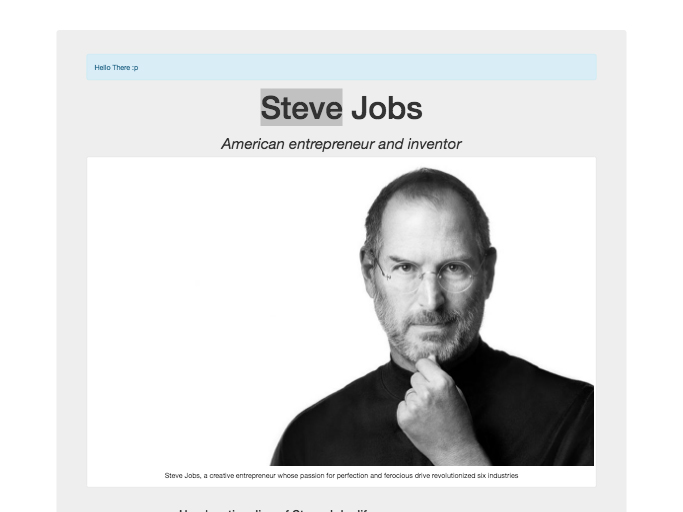 Hello There :p
Steve Jobs
American entrepreneur and inventor
Steve Jobs, a creative entrepreneur whose passion for perfection and ferocious drive revolutionized six industries